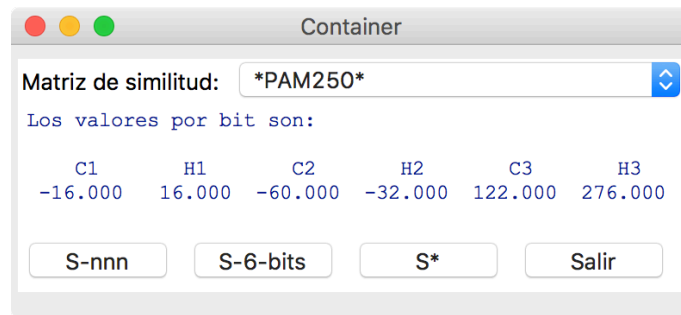 Container
Matriz de similitud: *PAM250*
Los valores por bit son:
C1 H1 C2 H2 C3 H3
-16.000 16.000 -60.000 -32.000 122.000 276.000
S-nnn S-6-bits S* Salir